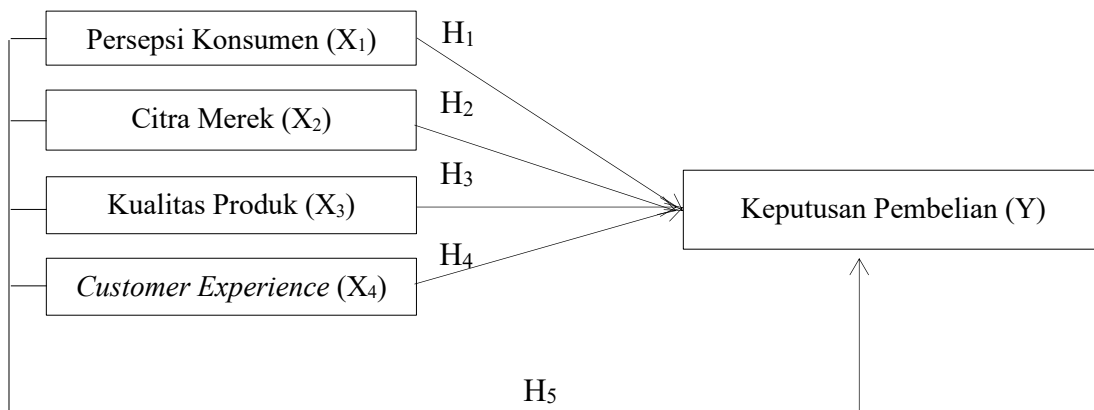 Persepsi Konsumen (X₁)
H₁
Citra Merek (X₂)
H₂
Kualitas Produk (X₃)
H₃
Customer Experience (X₄)
H₄
Keputusan Pembelian (Y)
H₅